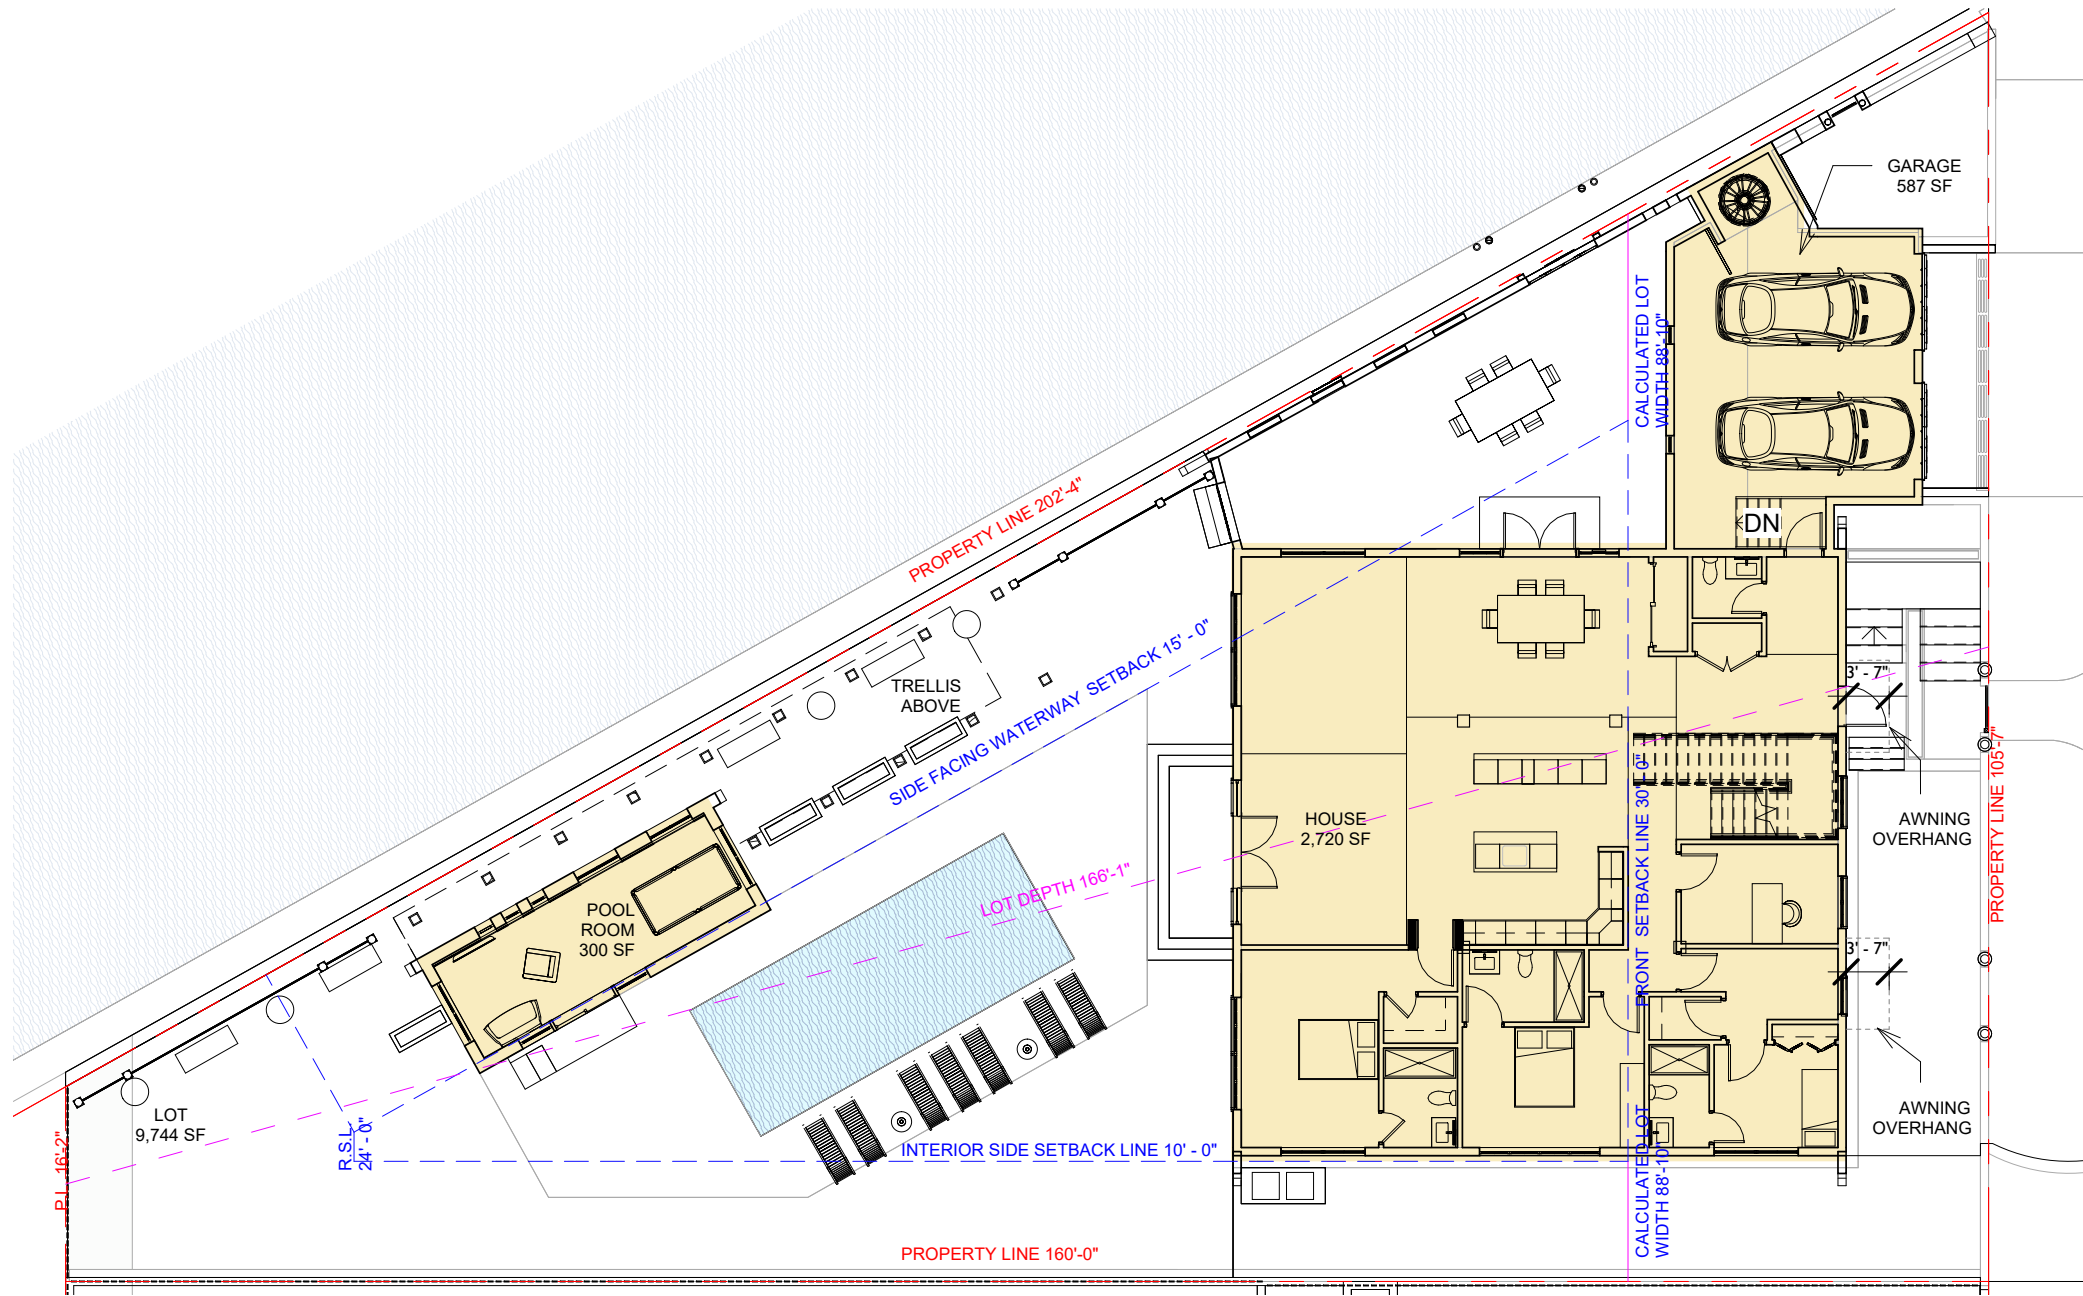 GARAGE
587 SF
CALCULATED LOT
WIDTH 88'-10"
PROPERTY LINE 202'-4"
DN
SIDE FACING WATERWAY SETBACK 15' - 0"
TRELLIS
ABOVE
3' - 7"
PROPERTY LINE 105'-7"
AWNING
OVERHANG
HOUSE
2,720 SF
FRONT SETBACK LINE 30'-0"
LOT DEPTH 166'-1"
POOL
ROOM
300 SF
3' - 7"
AWNING
OVERHANG
LOT
9,744 SF
P.L. 16'-2"
R.S.L.
24' - 0"
INTERIOR SIDE SETBACK LINE 10' - 0"
CALCULATED LOT
WIDTH 88'-10"
PROPERTY LINE 160'-0"